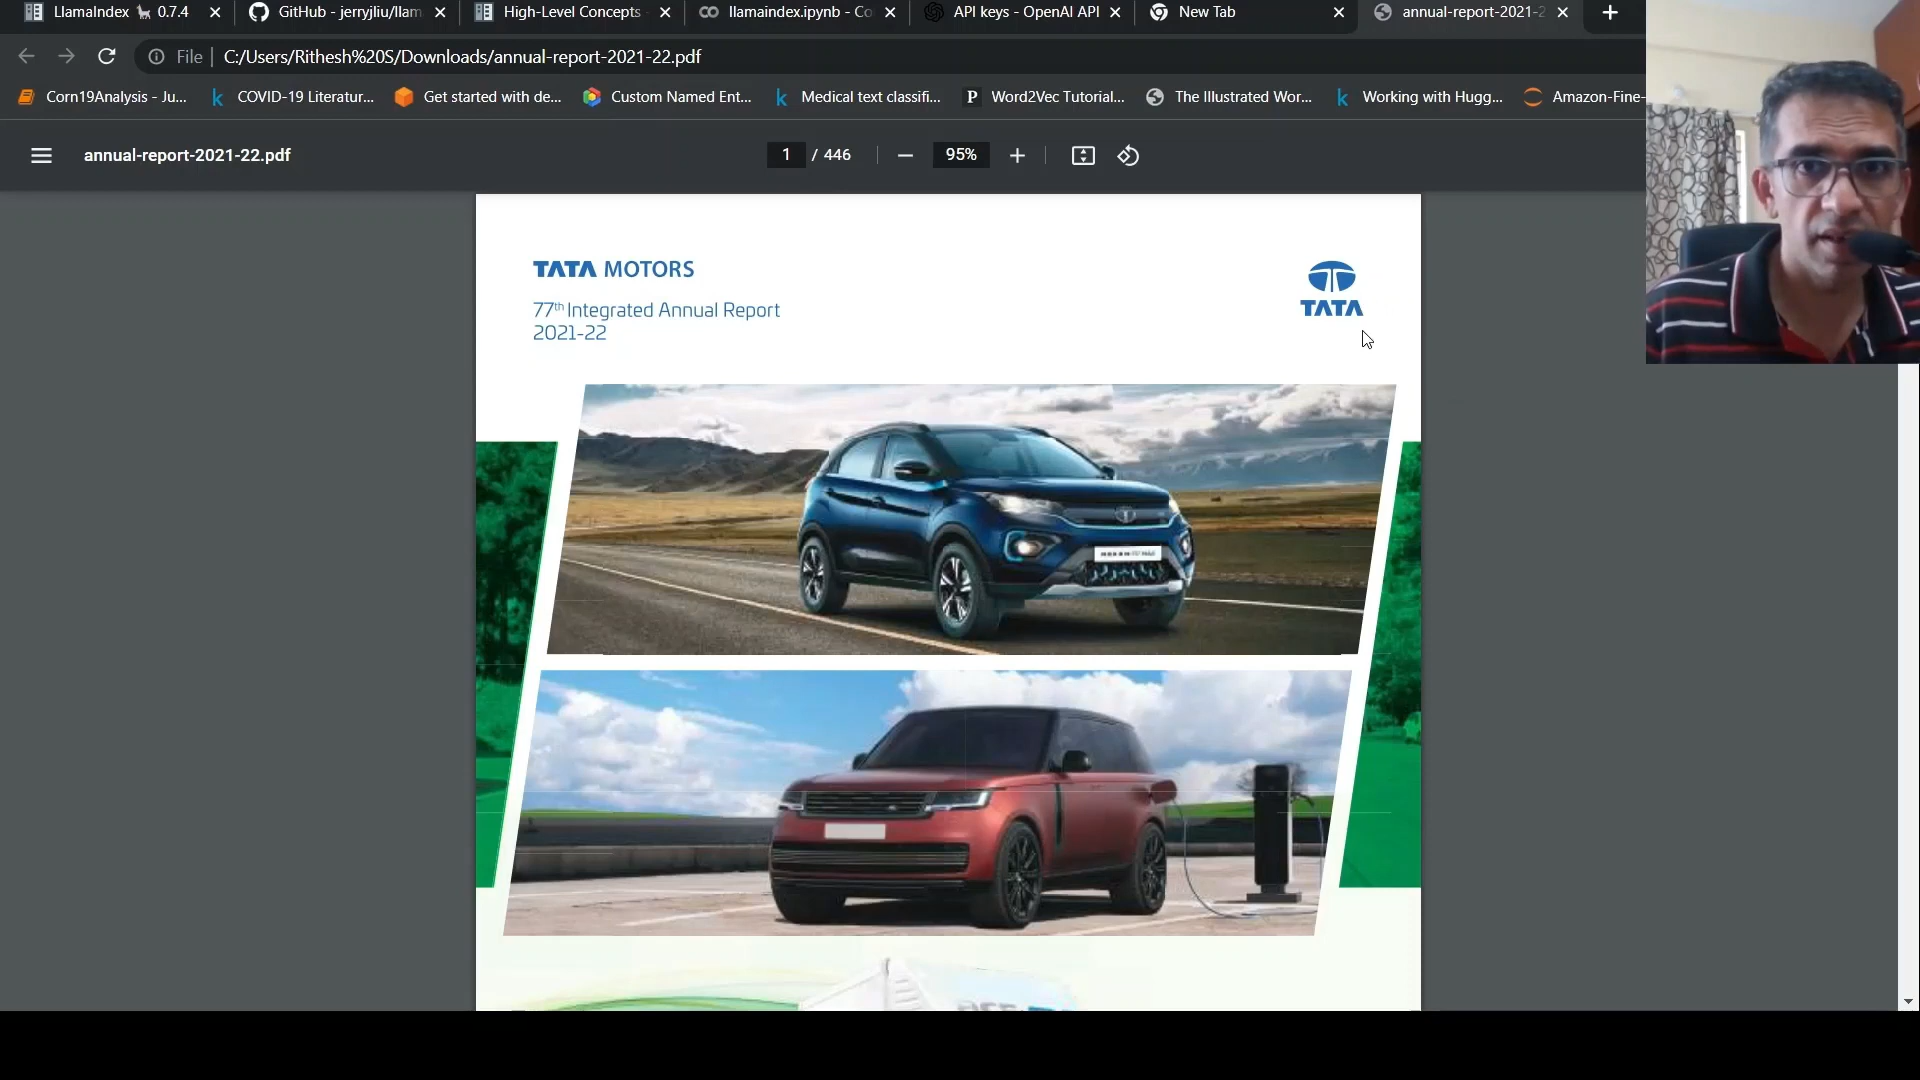 LlamaIndex 🦙 0.7.4
GitHub - jerryjliu/llam
High-Level Concepts
llamaindex.ipynb - Co
API keys - OpenAI API
New Tab
annual-report-2021-2
File
C:/Users/Rithesh%20S/Downloads/annual-report-2021-22.pdf
Corn19Analysis - Ju...
COVID-19 Literatur...
Get started with de...
Custom Named Ent...
Medical text classifi...
Word2Vec Tutorial...
The Illustrated Wor...
Working with Hugg...
Amazon-Fine-
annual-report-2021-22.pdf
1 / 446
95%
TATA MOTORS
77th Integrated Annual Report
2021-22
TATA